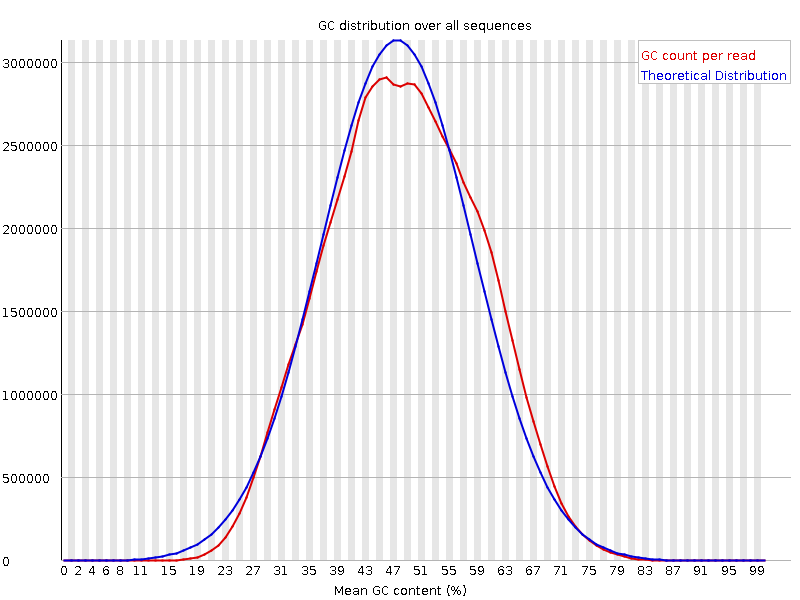 GC distribution over all sequences
GC count per read
Theoretical Distribution
3000000
2500000
2000000
1500000
1000000
500000
0
0 2 4 6 8 11 15 19 23 27 31 35 39 43 47 51 55 59 63 67 71 75 79 83 87 91 95 99
Mean GC content (%)